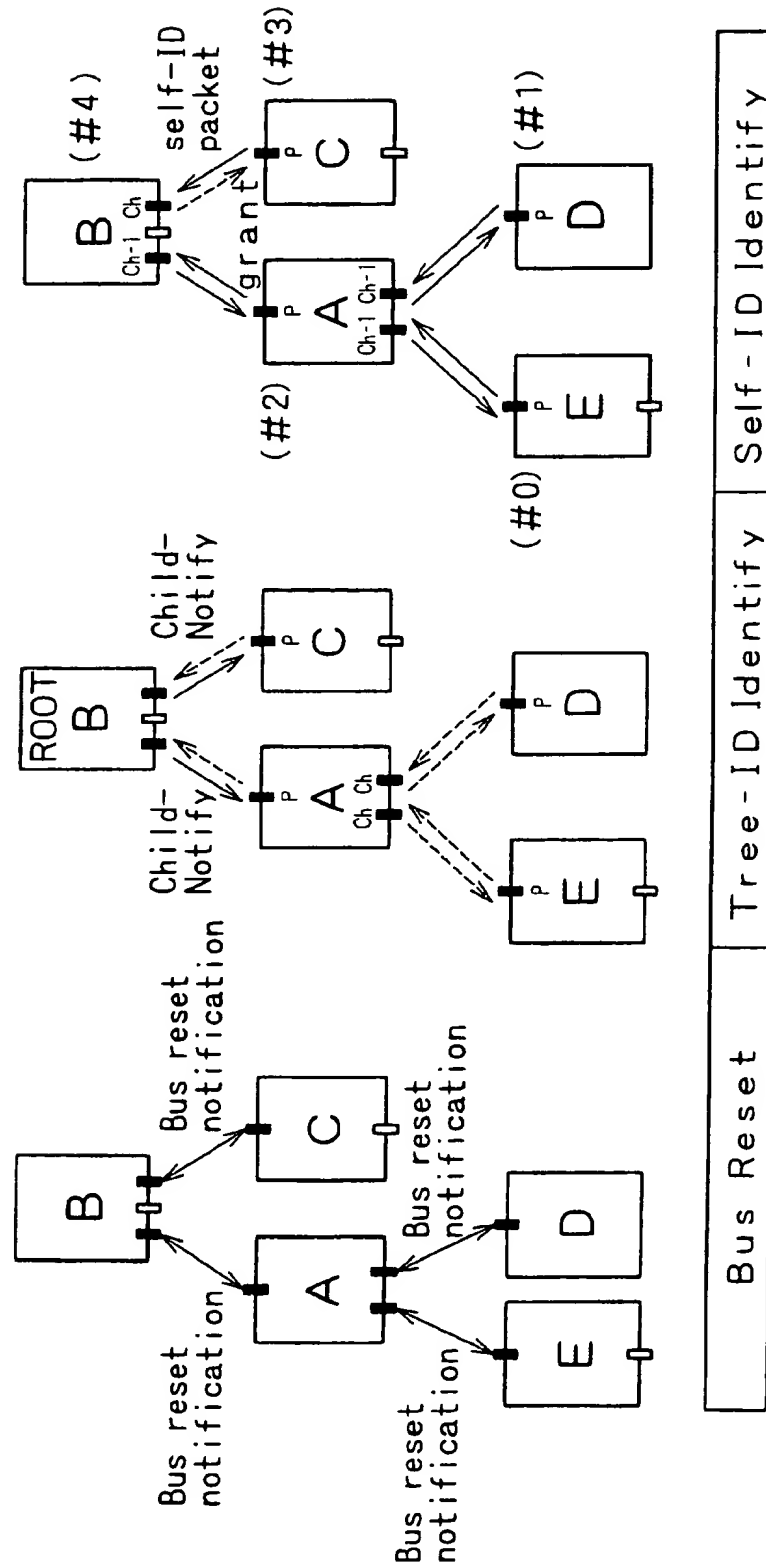 B
Bus reset
notification
Bus reset
notification
A
C
Bus reset
notification
Bus reset
notification
E
D
Bus Reset
ROOT
B
Child-
Notify
Child-
Notify
P
A
Ch
Ch
P
C
P
E
P
D
Tree-ID Identify
B
(#4)
Ch-1
Ch
self-ID
packet
grant
(#2)
P
A
Ch-1
Ch-1
P
C
(#3)
(#0)
P
E
P
D
(#1)
Self-ID Identify